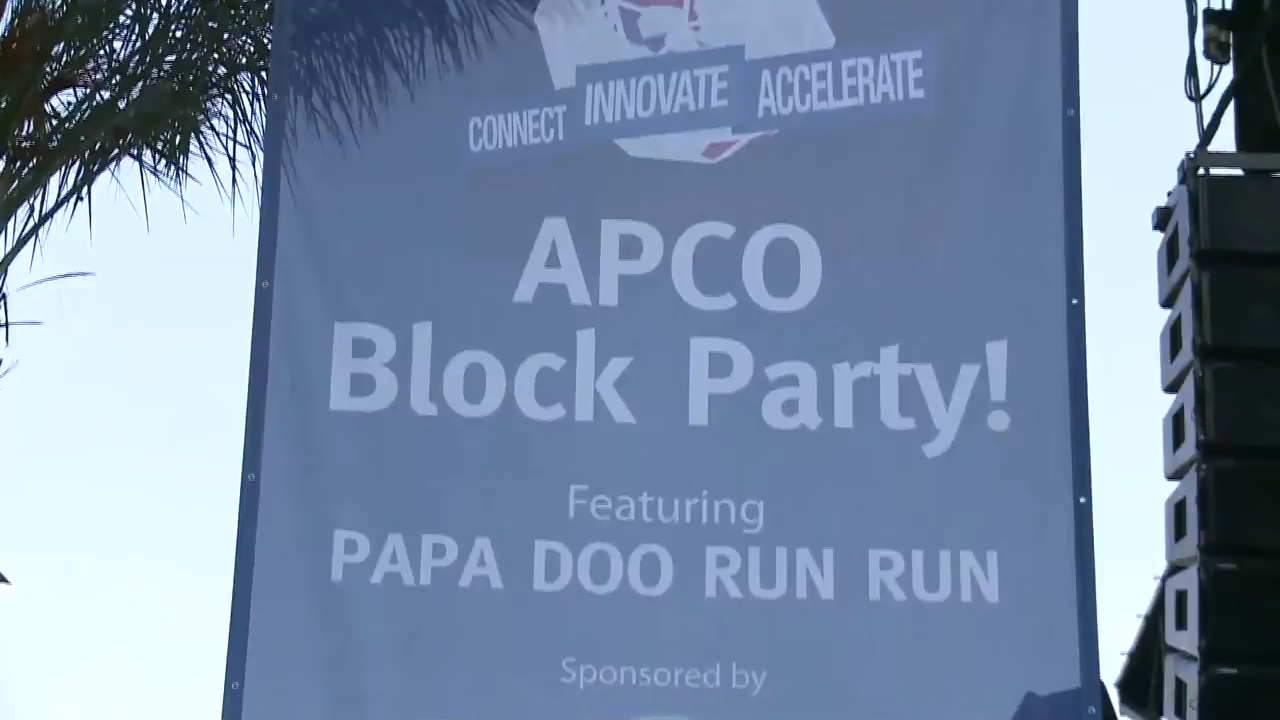 CONNECT INNOVATE ACCELERATE
APCO
Block Party!
Featuring
PAPA DOO RUN RUN
Sponsored by